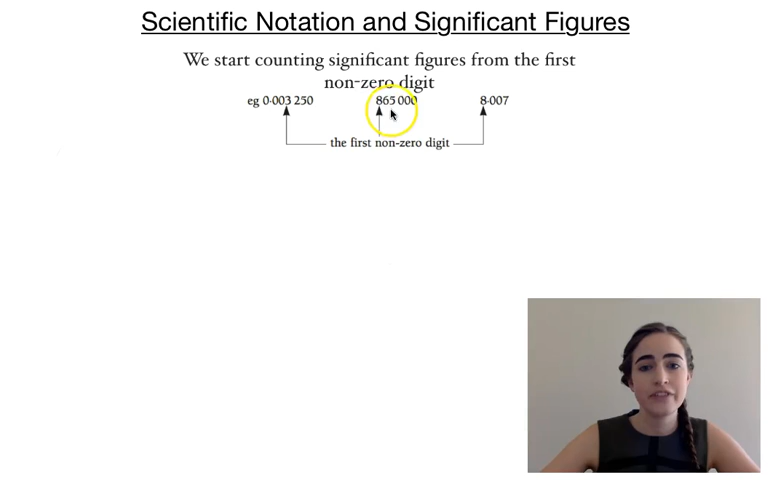 Scientific Notation and Significant Figures
We start counting significant figures from the first
non-zero digit
eg 0·003 250 865 000 8·007
the first non-zero digit